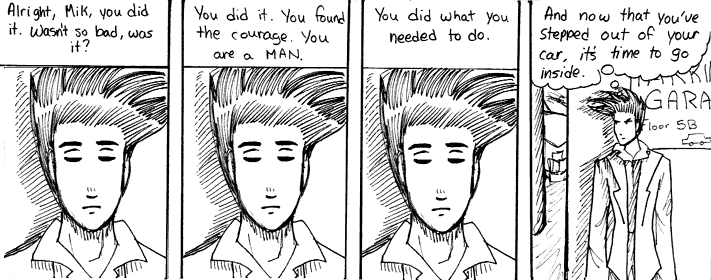 Alright, Mik, you did
it. Wasn't so bad, was
it?
You did it. You found
the courage. You
are a MAN.
You did what you
needed to do.
And now that you've
stepped out of your
car, it's time to go
inside.
GARA
Floor 5B